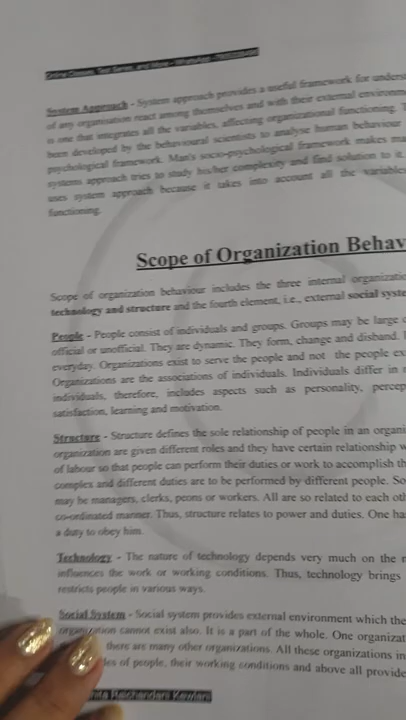 Online Classes, Test Series, and More - WhatsApp
System Approach - System approach provides a useful framework for underst
of any organisation react among themselves and with their external environm
is one that integrates all the variables, affecting organizational functioning. T
been developed by the behavioural scientists to analyse human behaviour
psychological framework. Man's socio-psychological framework makes ma
systems approach tries to study his/her complexity and find solution to it.
uses system approach because it takes into account all the variables
functioning.
Scope of Organization Behav
Scope of organization behaviour includes the three internal organizatio
technology and structure and the fourth element, i.e., external social syste
People - People consist of individuals and groups. Groups may be large o
official or unofficial. They are dynamic. They form, change and disband.
everyday. Organizations exist to serve the people and not the people ex
Organizations are the associations of individuals. Individuals differ in
individuals, therefore, includes aspects such as personality, percep
satisfaction, learning and motivation.
Structure - Structure defines the sole relationship of people in an organi
organization are given different roles and they have certain relationship w
of labour so that people can perform their duties or work to accomplish th
complex and different duties are to be performed by different people. So
may be managers, clerks, peons or workers. All are so related to each oth
co-ordinated manner. Thus, structure relates to power and duties. One ha
a duty to obey him.
Technology - The nature of technology depends very much on the n
influences the work or working conditions. Thus, technology brings
restricts people in various ways.
Social System - Social system provides external environment which the
organization cannot exist also. It is a part of the whole. One organizat
there are many other organizations. All these organizations in
les of people, their working conditions and above all provide
nita Raichandani Kewlani